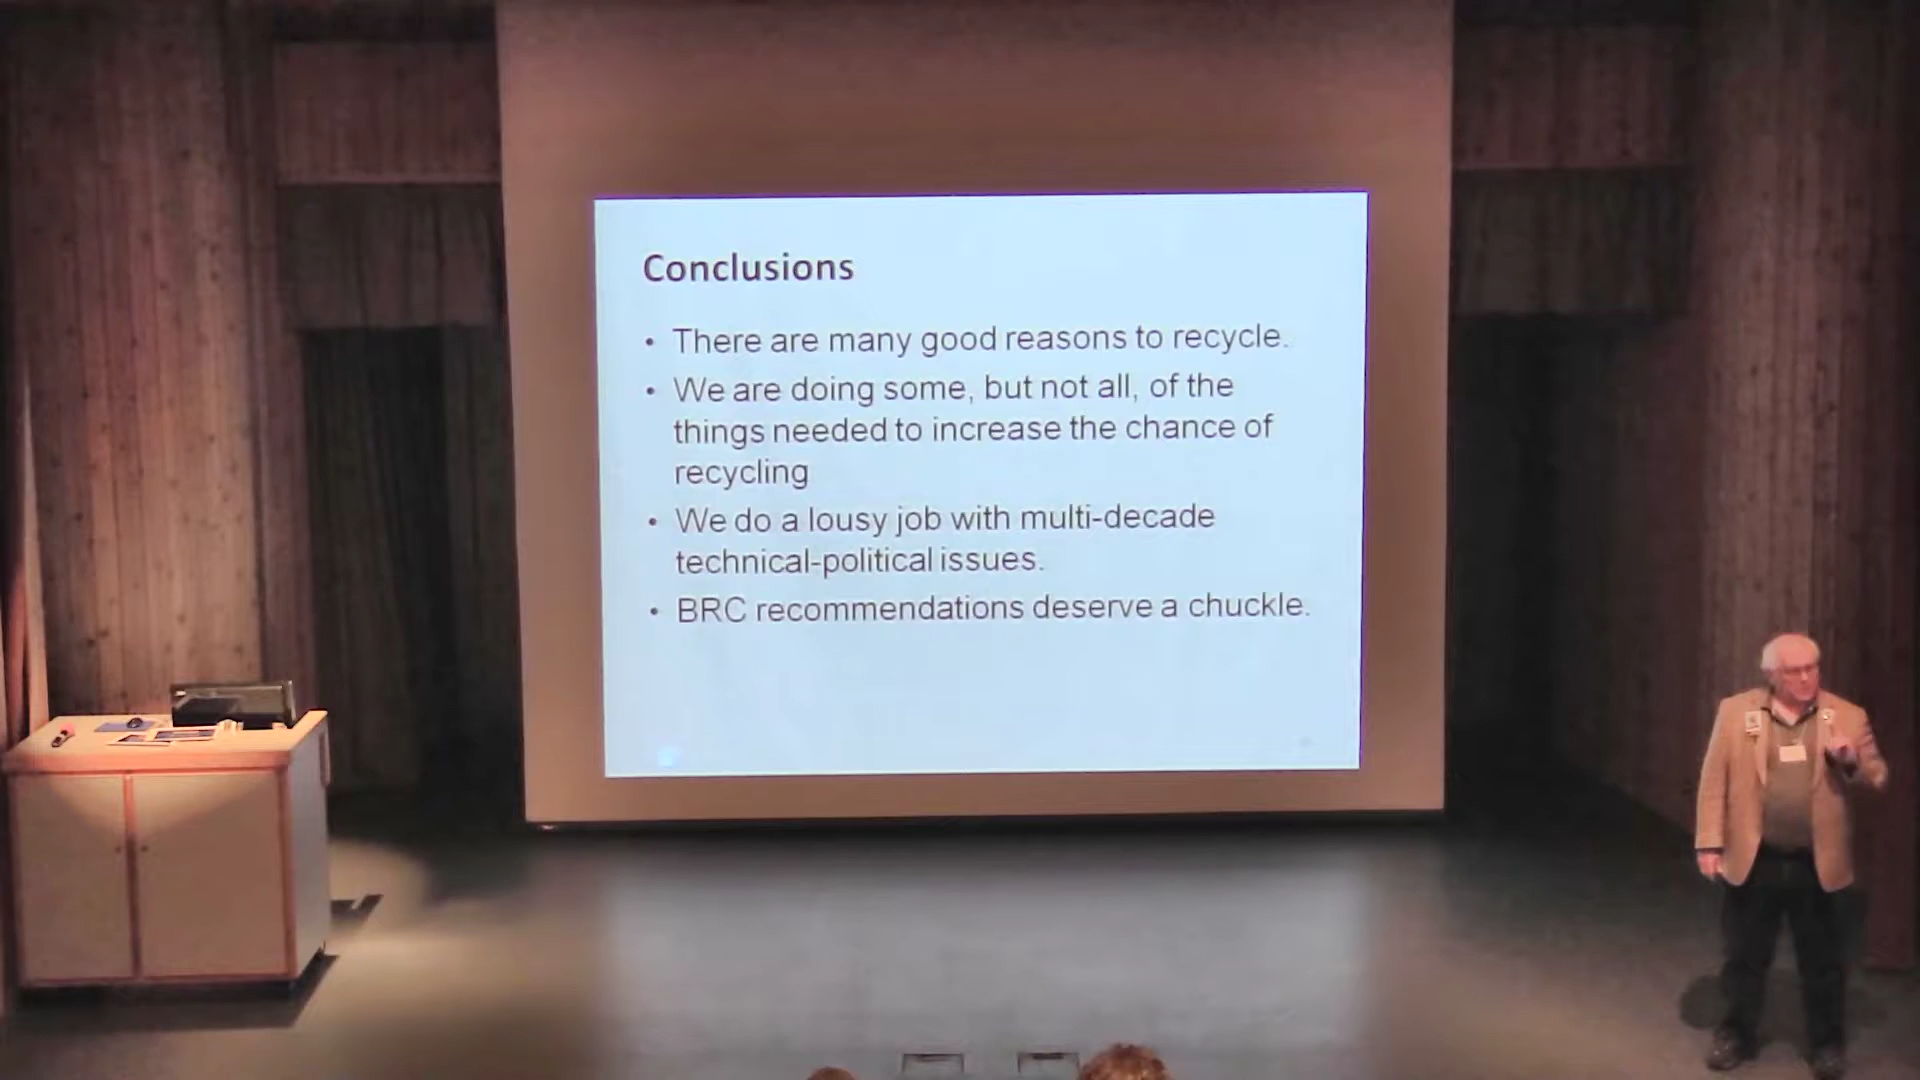 Conclusions
• There are many good reasons to recycle.
• We are doing some, but not all, of the
things needed to increase the chance of
recycling
• We do a lousy job with multi-decade
technical-political issues.
• BRC recommendations deserve a chuckle.